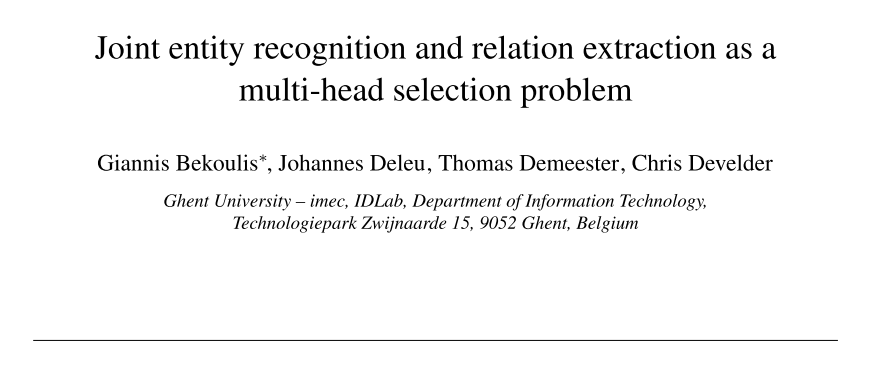 Joint entity recognition and relation extraction as a
multi-head selection problem
Giannis Bekoulis*, Johannes Deleu, Thomas Demeester, Chris Develder
Ghent University – imec, IDLab, Department of Information Technology,
Technologiepark Zwijnaarde 15, 9052 Ghent, Belgium